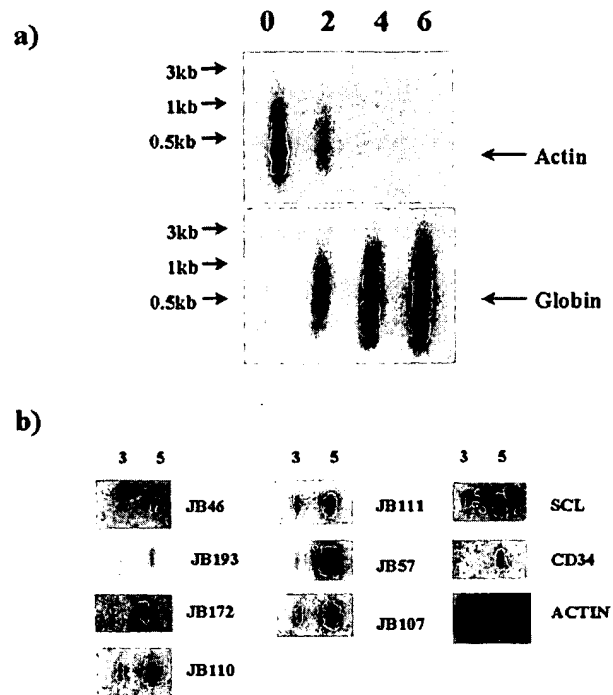 a)
0 2 4 6
3kb
1kb
0.5kb
Actin
3kb
1kb
0.5kb
Globin
b)
3 5
JB46
JB193
JB172
JB110
3 5
JB111
JB57
JB107
3 5
SCL
CD34
ACTIN